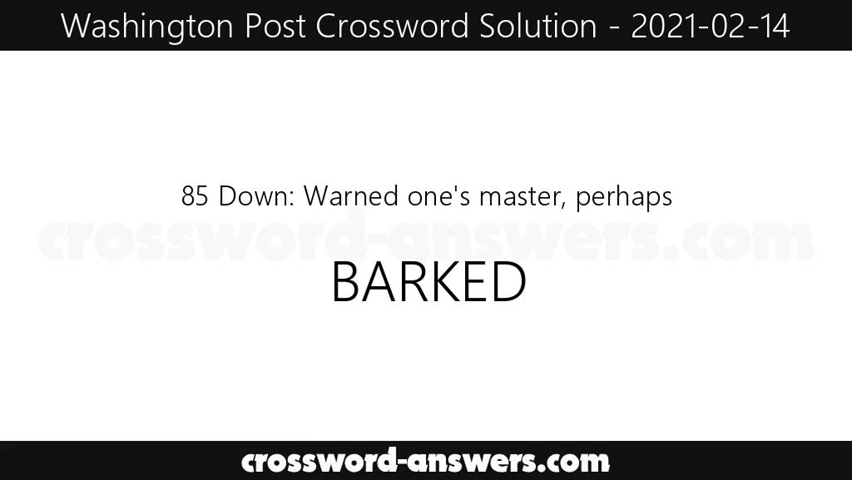 Washington Post Crossword Solution - 2021-02-14
85 Down: Warned one's master, perhaps
crossword-answers.com
BARKED
crossword-answers.com